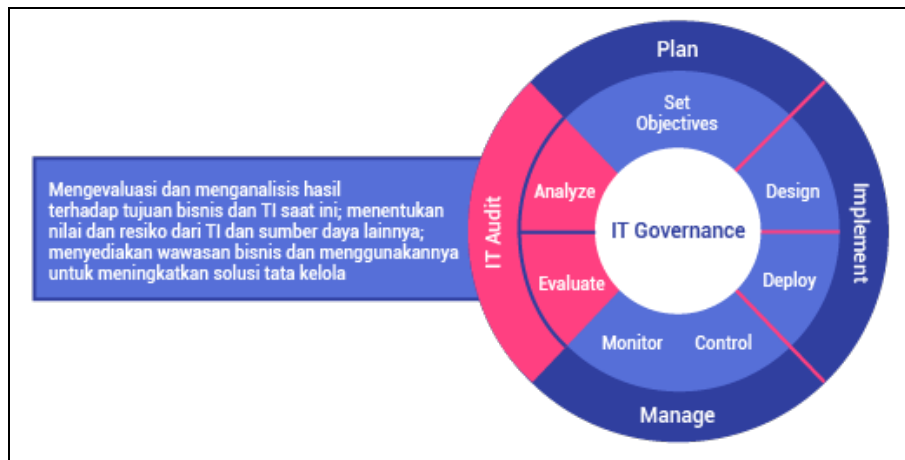 Plan
Set
Objectives
Mengevaluasi dan menganalisis hasil
terhadap tujuan bisnis dan TI saat ini; menentukan
nilai dan resiko dari TI dan sumber daya lainnya;
menyediakan wawasan bisnis dan menggunakannya
untuk meningkatkan solusi tata kelola
IT Audit
Analyze
Evaluate
IT Governance
Design
Deploy
Implement
Monitor
Control
Manage